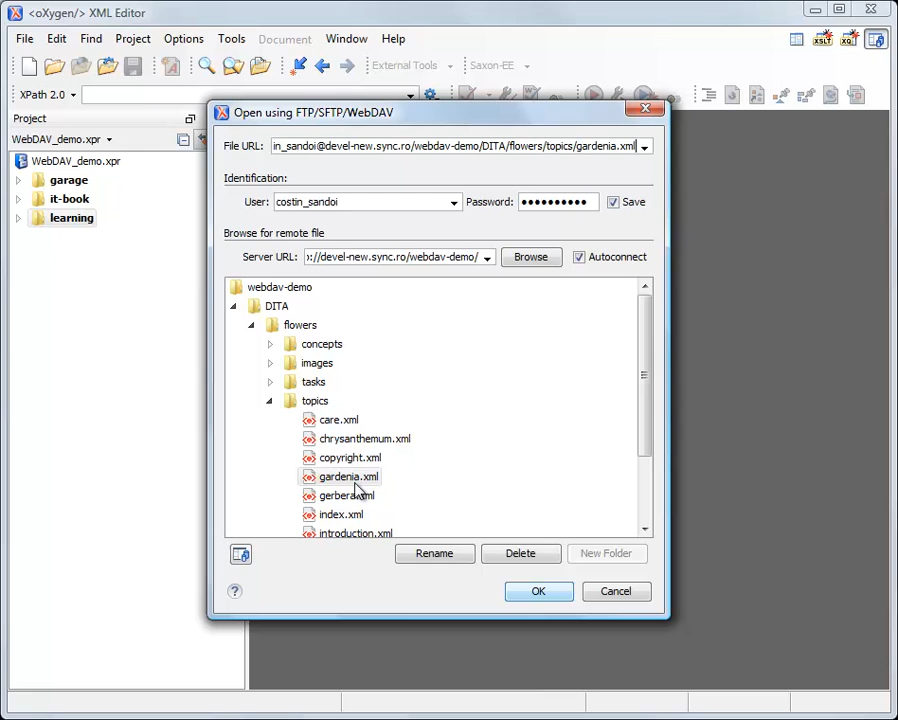 <oXygen/> XML Editor
File Edit Find Project Options Tools Document Window Help
External Tools Saxon-EE
XPath 2.0
Project
WebDAV_demo.xpr
WebDAV_demo.xpr
garage
it-book
learning
Open using FTP/SFTP/WebDAV
File URL: in_sandoi@devel-new.sync.ro/webdav-demo/DITA/flowers/topics/gardenia.xml
Identification:
User: costin_sandoi Password: ●●●●●●●●●● Save
Browse for remote file
Server URL: ://devel-new.sync.ro/webdav-demo/ Browse Autoconnect
webdav-demo
DITA
flowers
concepts
images
tasks
topics
care.xml
chrysanthemum.xml
copyright.xml
gardenia.xml
gerbera.xml
index.xml
introduction.xml
Rename Delete New Folder
? OK Cancel